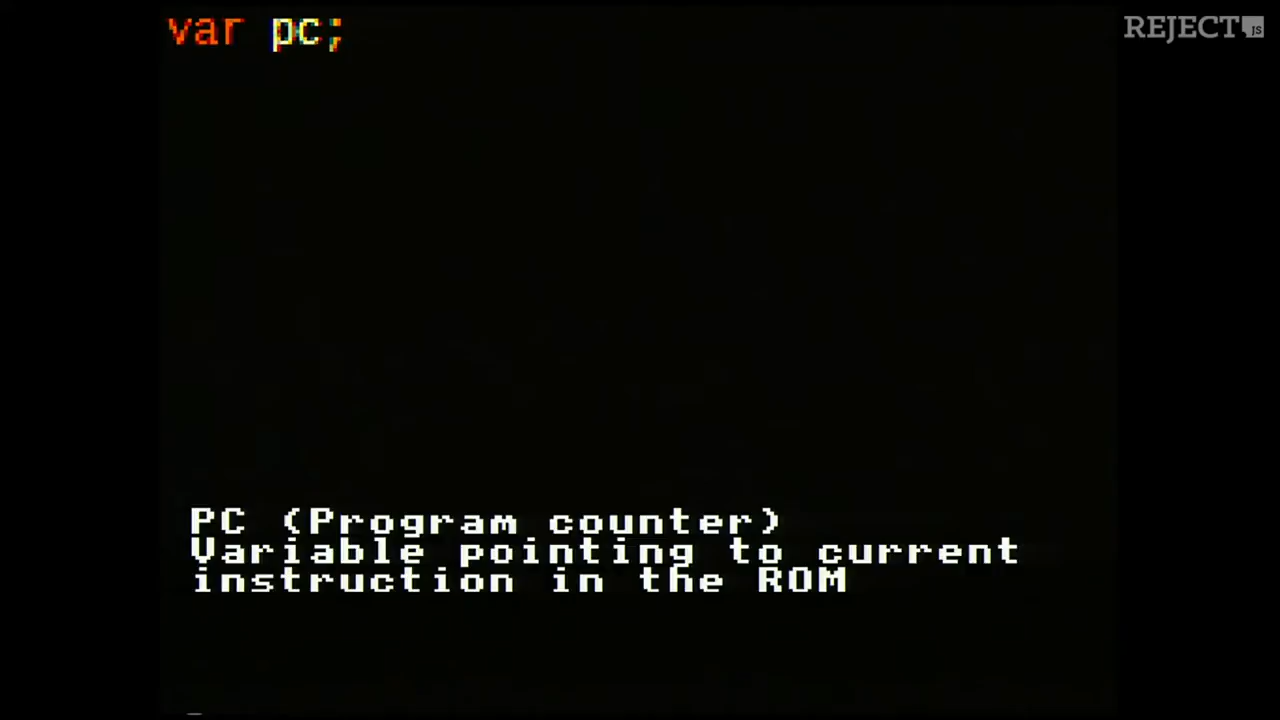 var pc;
REJECT JS
PC (Program counter)
Variable pointing to current
instruction in the ROM